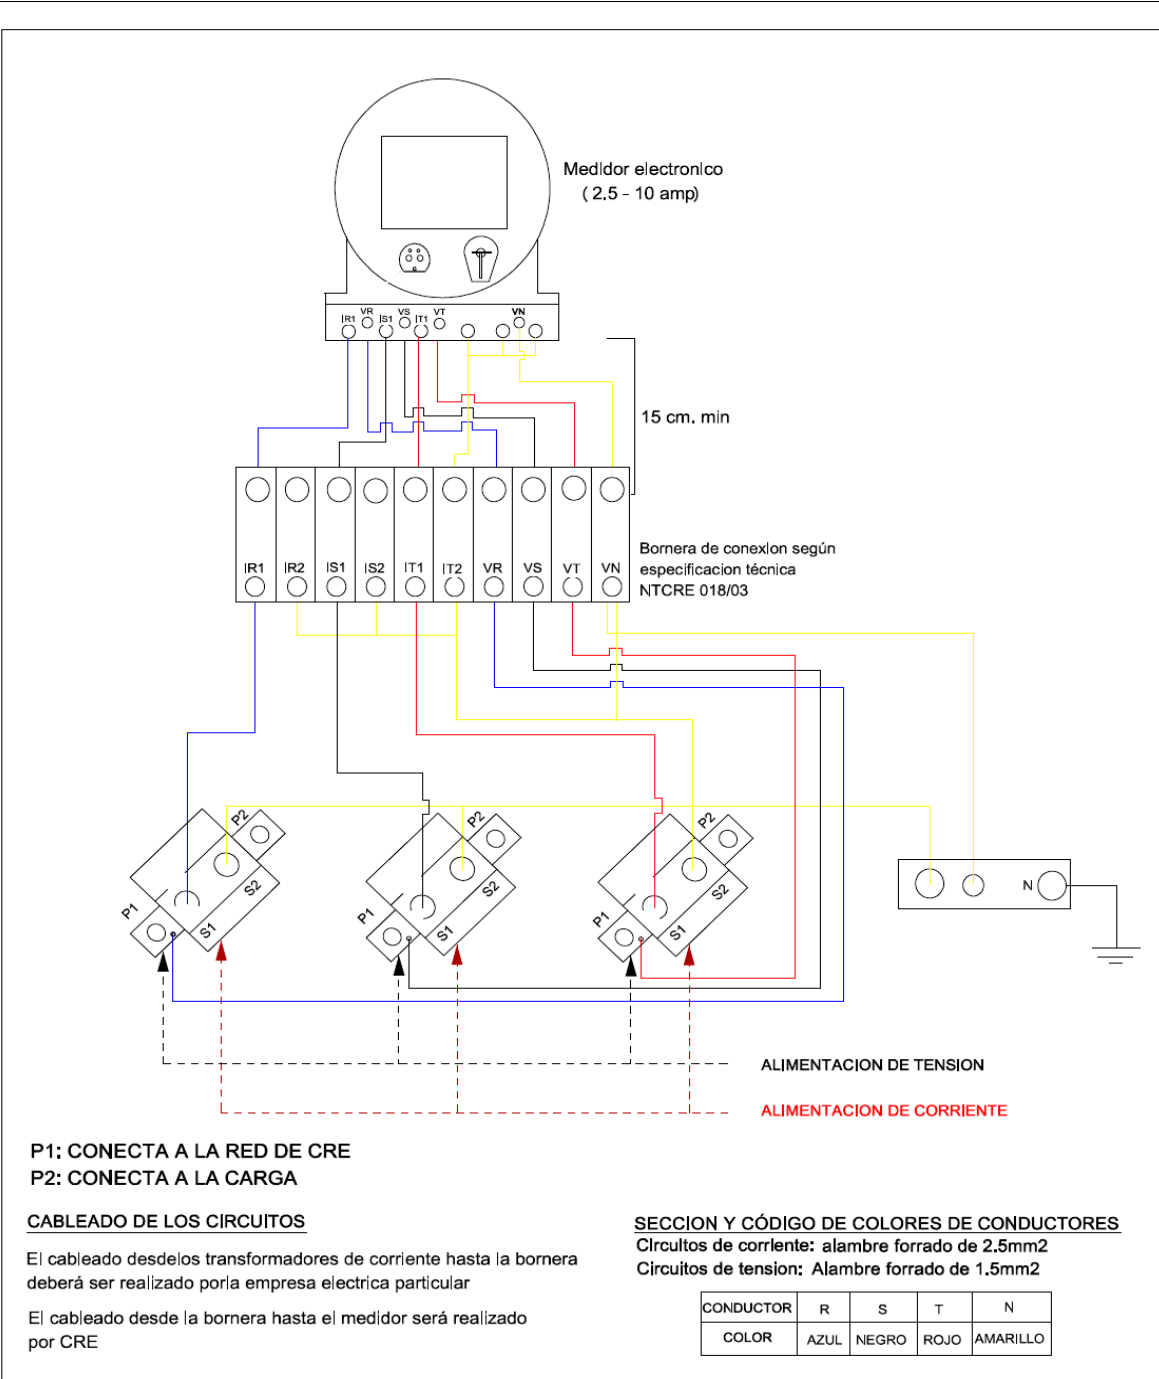 Medidor electronico
( 2.5 - 10 amp)
IR1 VR IS1 VS IT1 VT VN
15 cm. min
IR1 IR2 IS1 IS2 IT1 IT2 VR VS VT VN
Bornera de conexion según
especificacion técnica
NTCRE 018/03
P2 P2 P2
S2 S2 S2
P1 P1 P1
S1 S1 S1
N
ALIMENTACION DE TENSION
ALIMENTACION DE CORRIENTE
P1: CONECTA A LA RED DE CRE
P2: CONECTA A LA CARGA
CABLEADO DE LOS CIRCUITOS
El cableado desdelos transformadores de corriente hasta la bornera
deberá ser realizado porla empresa electrica particular
El cableado desde la bornera hasta el medidor será realizado
por CRE
SECCION Y CÓDIGO DE COLORES DE CONDUCTORES
Circuitos de corriente: alambre forrado de 2.5mm2
Circuitos de tension: Alambre forrado de 1.5mm2
CONDUCTOR R S T N
COLOR AZUL NEGRO ROJO AMARILLO